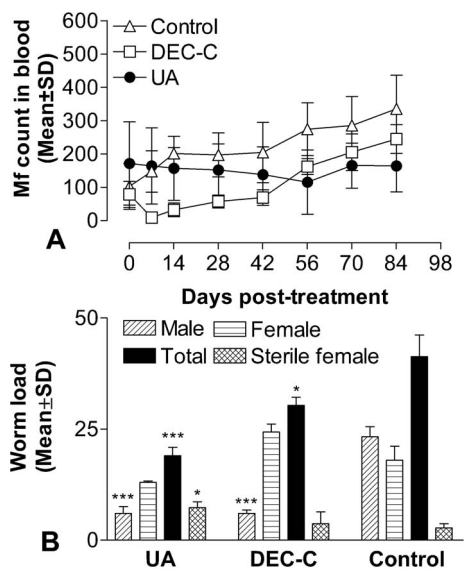 600
500
400
300
200
100
0
Mf count in blood
(Mean±SD)
Control
DEC-C
UA
A
0 14 28 42 56 70 84 98
Days post-treatment
50
25
0
Worm load
(Mean±SD)
Male Female
Total Sterile female
***
***
*
***
*
B
UA DEC-C Control